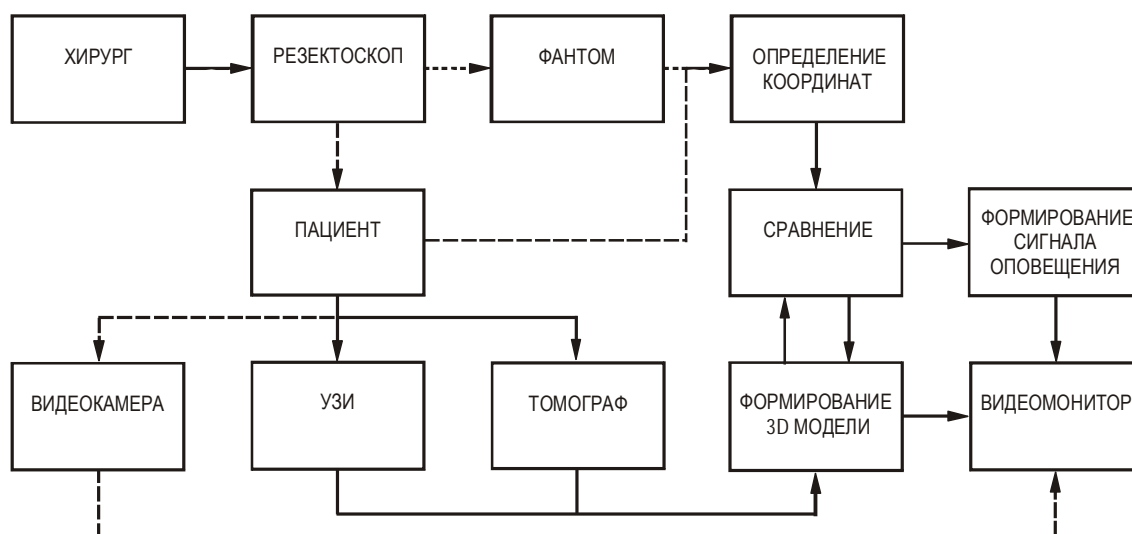 ХИРУРГ
РЕЗЕКТОСКОП
ФАНТОМ
ОПРЕДЕЛЕНИЕ
КООРДИНАТ
ПАЦИЕНТ
СРАВНЕНИЕ
ФОРМИРОВАНИЕ
СИГНАЛА
ОПОВЕЩЕНИЯ
ВИДЕОКАМЕРА
УЗИ
ТОМОГРАФ
ФОРМИРОВАНИЕ
3D МОДЕЛИ
ВИДЕОМОНИТОР